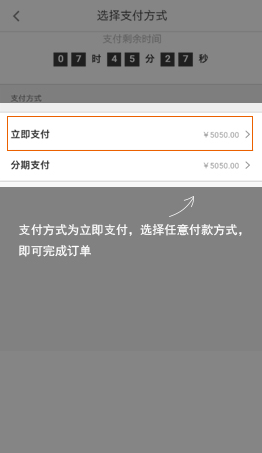 选择支付方式
支付剩余时间
0 7 时 4 5 分 2 7 秒
支付方式
立即支付 ￥5050.00
分期支付 ￥5050.00
支付方式为立即支付，选择任意付款方式，
即可完成订单